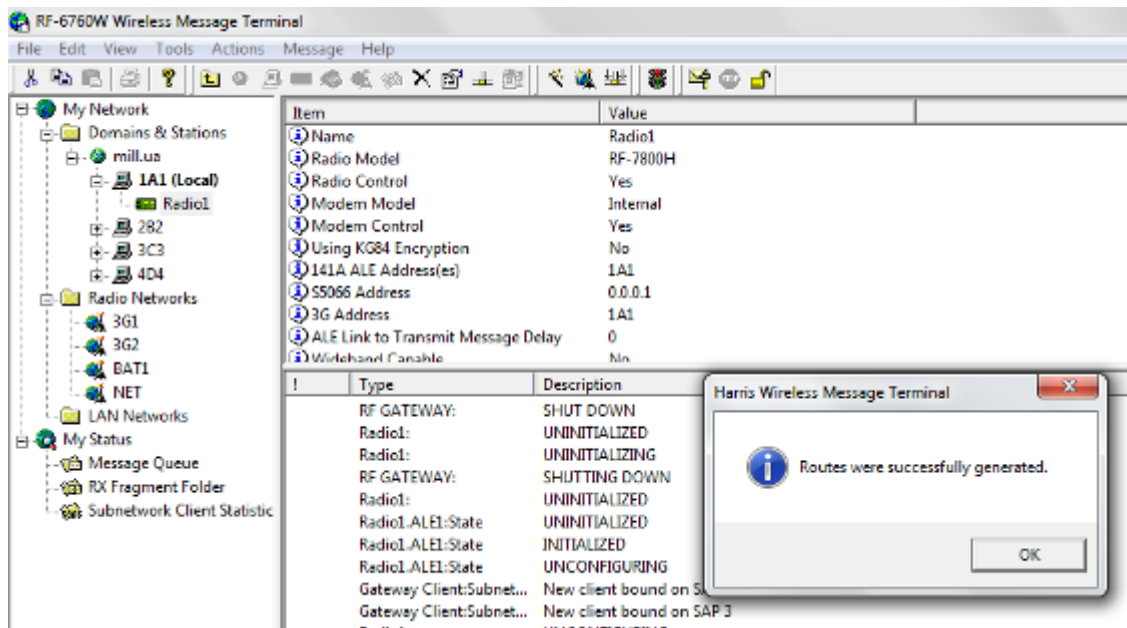 RF-6760W Wireless Message Terminal
File Edit View Tools Actions Message Help
My Network
Domains & Stations
mill.ua
1A1 (Local)
Radio1
2B2
3C3
4D4
Radio Networks
3G1
3G2
BAT1
NET
LAN Networks
My Status
Message Queue
RX Fragment Folder
Subnetwork Client Statistic
Item Value
Name Radio1
Radio Model RF-7800H
Radio Control Yes
Modem Model Internal
Modem Control Yes
Using KG84 Encryption No
141A ALE Address(es) 1A1
S5066 Address 0.0.0.1
3G Address 1A1
ALE Link to Transmit Message Delay 0
Wideband Capable No
! Type Description
RF GATEWAY: SHUT DOWN
Radio1: UNINITIALIZED
Radio1: UNINITIALIZING
RF GATEWAY: SHUTTING DOWN
Radio1: UNINITIALIZED
Radio1.ALE1:State UNINITIALIZED
Radio1.ALE1:State INITIALIZED
Radio1.ALE1:State UNCONFIGURING
Gateway Client:Subnet... New client bound on S
Gateway Client:Subnet... New client bound on SAP 3
Harris Wireless Message Terminal
Routes were successfully generated.
OK